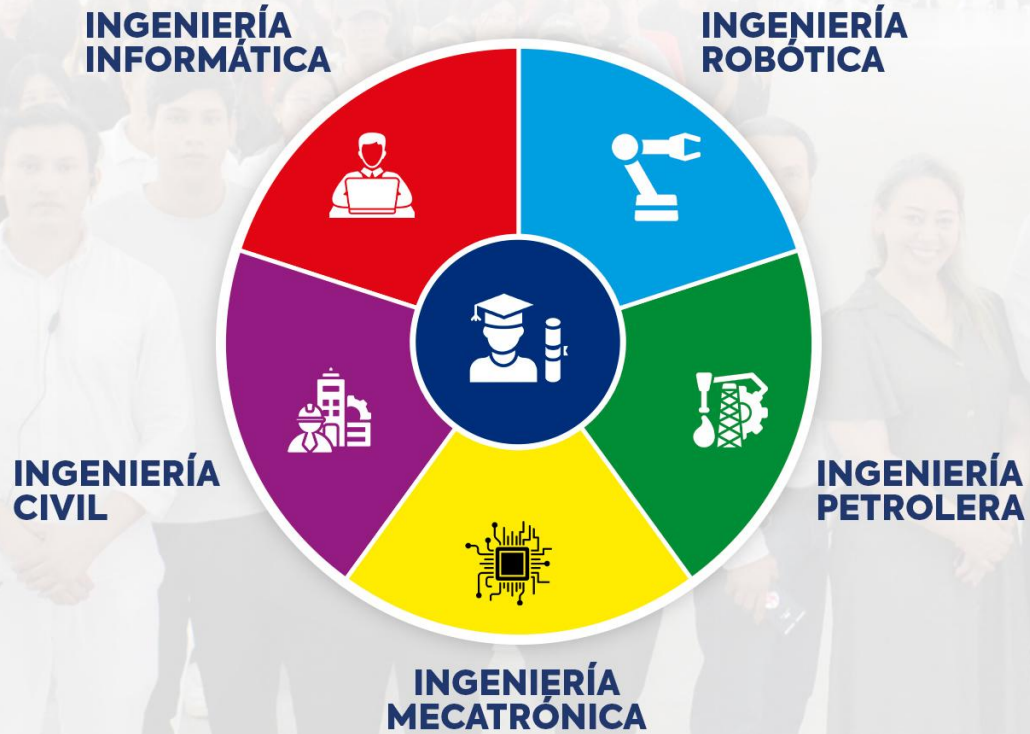 INGENIERÍA
INFORMÁTICA
INGENIERÍA
ROBÓTICA
INGENIERÍA
CIVIL
INGENIERÍA
PETROLERA
INGENIERÍA
MECATRÓNICA